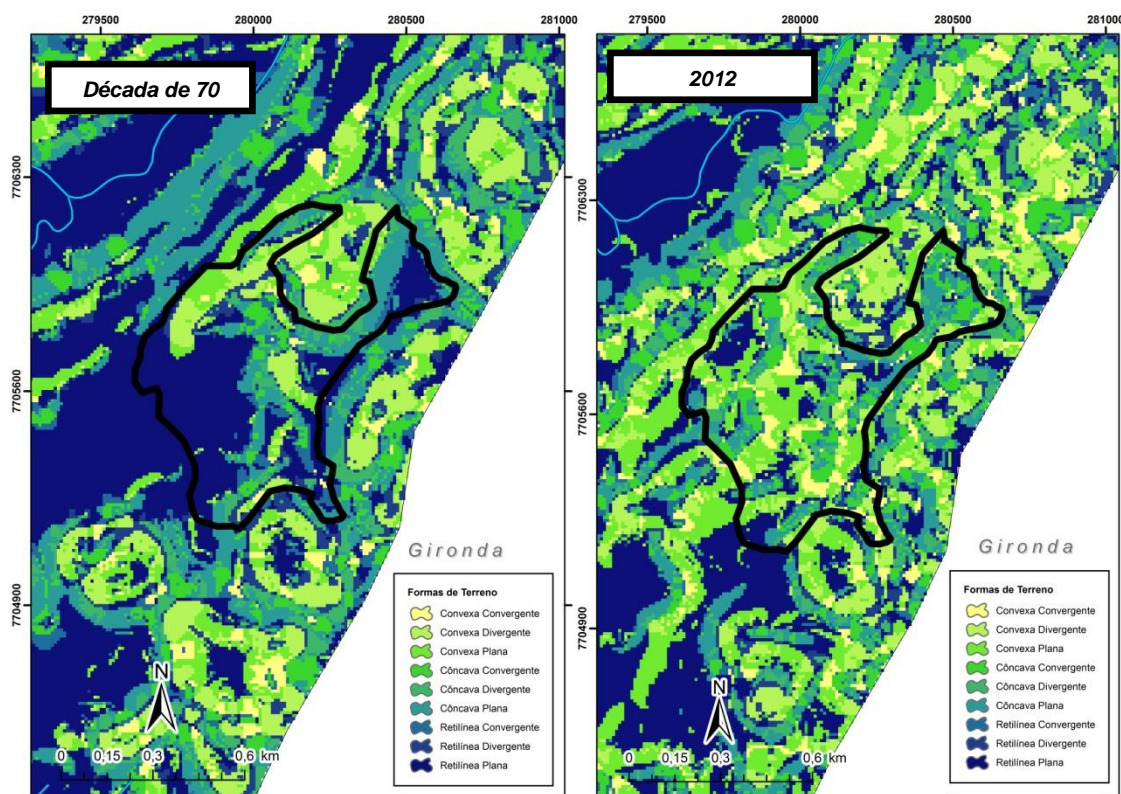 279500 280000 280500 281000
Década de 70
7706300
7705600
7704900
Gironda
Formas de Terreno
Convexa Convergente
Convexa Divergente
Convexa Plana
Côncava Convergente
Côncava Divergente
Côncava Plana
Retilínea Convergente
Retilínea Divergente
Retilínea Plana
N
0 0,15 0,3 0,6 km
279500 280000 280500 281000
2012
7706300
7705600
7704900
Gironda
Formas de Terreno
Convexa Convergente
Convexa Divergente
Convexa Plana
Côncava Convergente
Côncava Divergente
Côncava Plana
Retilínea Convergente
Retilínea Divergente
Retilínea Plana
N
0 0,15 0,3 0,6 km